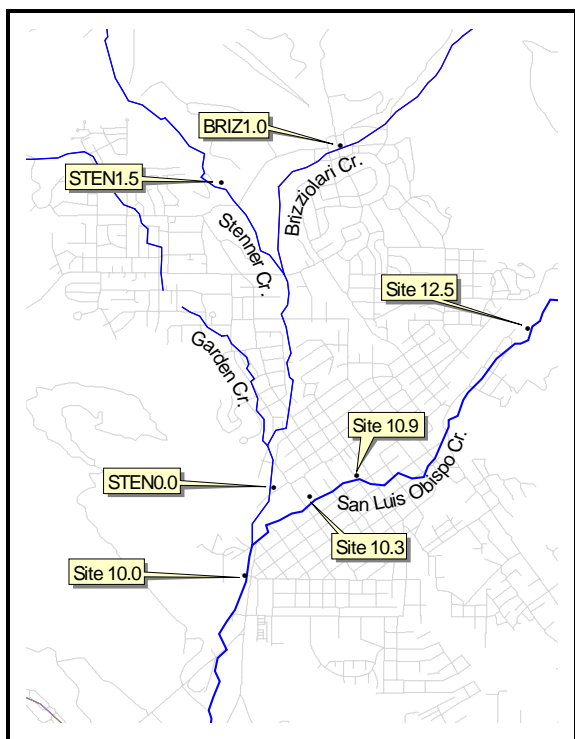 BRIZ1.0
STEN1.5
Brizziolari Cr.
Stenner Cr.
Site 12.5
Garden Cr.
Site 10.9
STEN0.0
San Luis Obispo Cr.
Site 10.3
Site 10.0